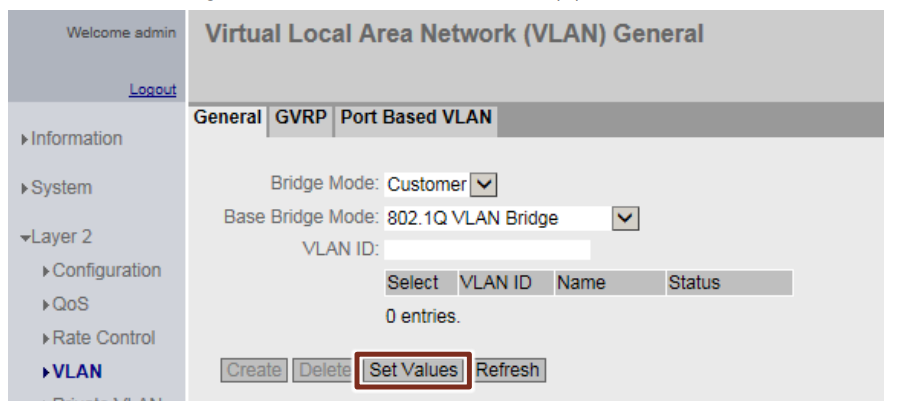 Welcome admin
Logout
Virtual Local Area Network (VLAN) General
General GVRP Port Based VLAN
▸Information
▸System
▾Layer 2
▸Configuration
▸QoS
▸Rate Control
▸VLAN
Bridge Mode: Customer
Base Bridge Mode: 802.1Q VLAN Bridge
VLAN ID:
Select VLAN ID Name Status
0 entries.
Create Delete Set Values Refresh